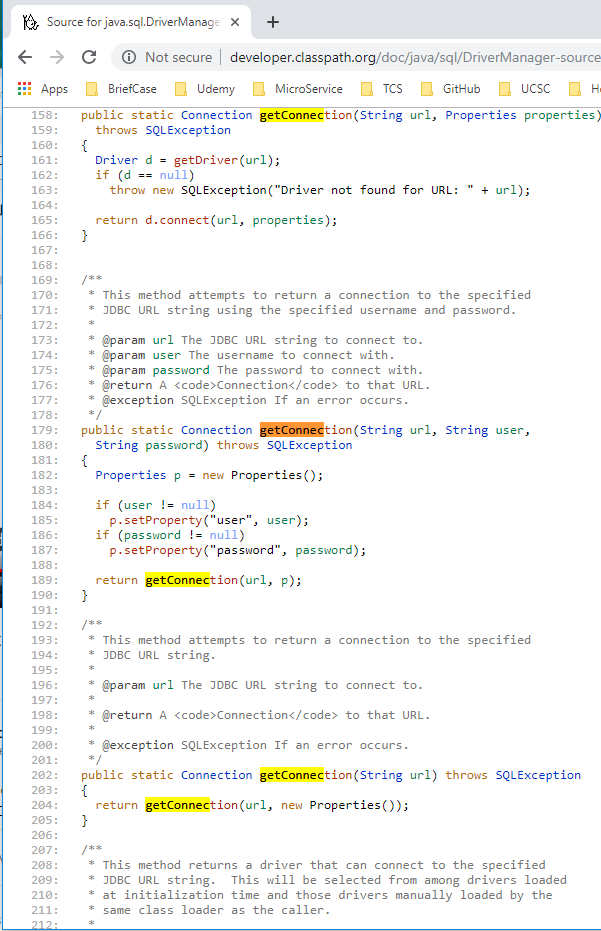 Source for java.sql.DriverManage
Not secure | developer.classpath.org/doc/java/sql/DriverManager-source
Apps BriefCase Udemy MicroService TCS GitHub UCSC H
158: public static Connection getConnection(String url, Properties properties)
159: throws SQLException
160: {
161: Driver d = getDriver(url);
162: if (d == null)
163: throw new SQLException("Driver not found for URL: " + url);
164:
165: return d.connect(url, properties);
166: }
167:
168:
169: /**
170: * This method attempts to return a connection to the specified
171: * JDBC URL string using the specified username and password.
172: *
173: * @param url The JDBC URL string to connect to.
174: * @param user The username to connect with.
175: * @param password The password to connect with.
176: * @return A <code>Connection</code> to that URL.
177: * @exception SQLException If an error occurs.
178: */
179: public static Connection getConnection(String url, String user,
180: String password) throws SQLException
181: {
182: Properties p = new Properties();
183:
184: if (user != null)
185: p.setProperty("user", user);
186: if (password != null)
187: p.setProperty("password", password);
188:
189: return getConnection(url, p);
190: }
191:
192: /**
193: * This method attempts to return a connection to the specified
194: * JDBC URL string.
195: *
196: * @param url The JDBC URL string to connect to.
197: *
198: * @return A <code>Connection</code> to that URL.
199: *
200: * @exception SQLException If an error occurs.
201: */
202: public static Connection getConnection(String url) throws SQLException
203: {
204: return getConnection(url, new Properties());
205: }
206:
207: /**
208: * This method returns a driver that can connect to the specified
209: * JDBC URL string. This will be selected from among drivers loaded
210: * at initialization time and those drivers manually loaded by the
211: * same class loader as the caller.
212: *